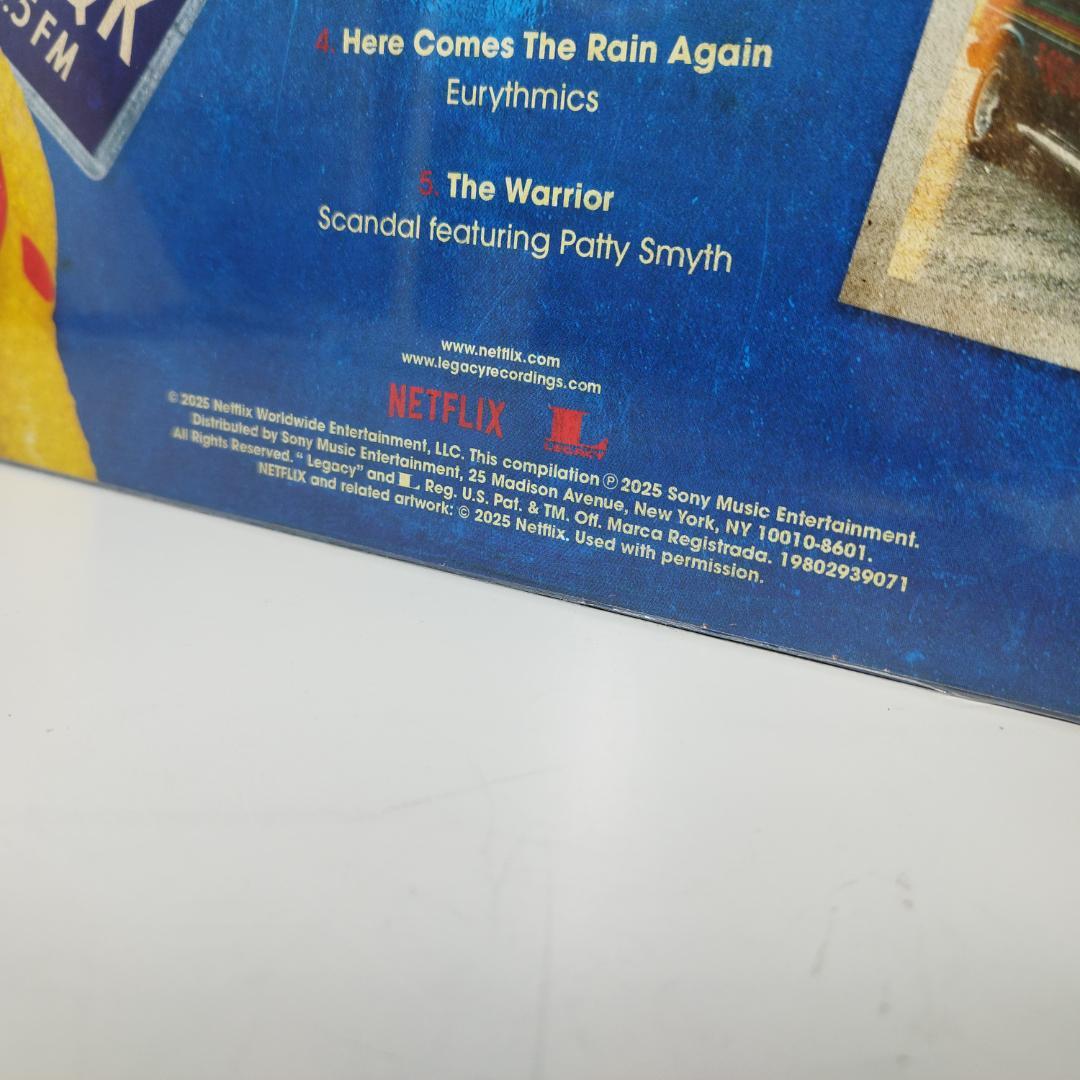 .5 FM
4. Here Comes The Rain Again
Eurythmics
5. The Warrior
Scandal featuring Patty Smyth
www.netflix.com
www.legacyrecordings.com
NETFLIX L
LEGACY
© 2025 Netflix Worldwide Entertainment, LLC. This compilation ℗ 2025 Sony Music Entertainment.
Distributed by Sony Music Entertainment, 25 Madison Avenue, New York, NY 10010-8601.
All Rights Reserved. “ Legacy” and L Reg. U.S. Pat. & TM. Off. Marca Registrada. 19802939071
NETFLIX and related artwork: © 2025 Netflix. Used with permission.